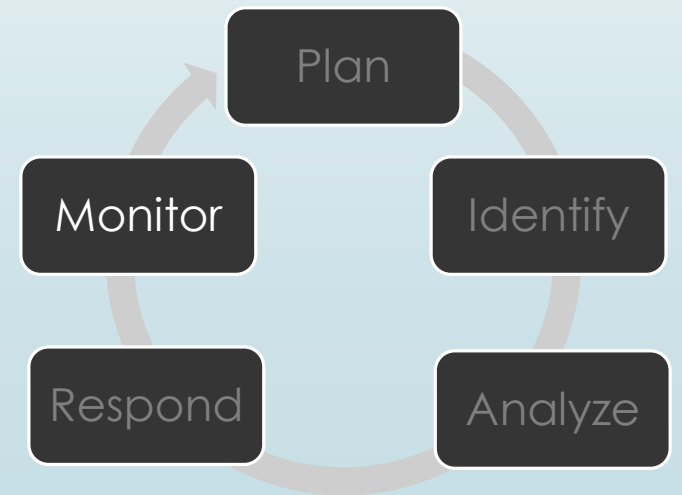 Plan
Identify
Analyze
Respond
Monitor